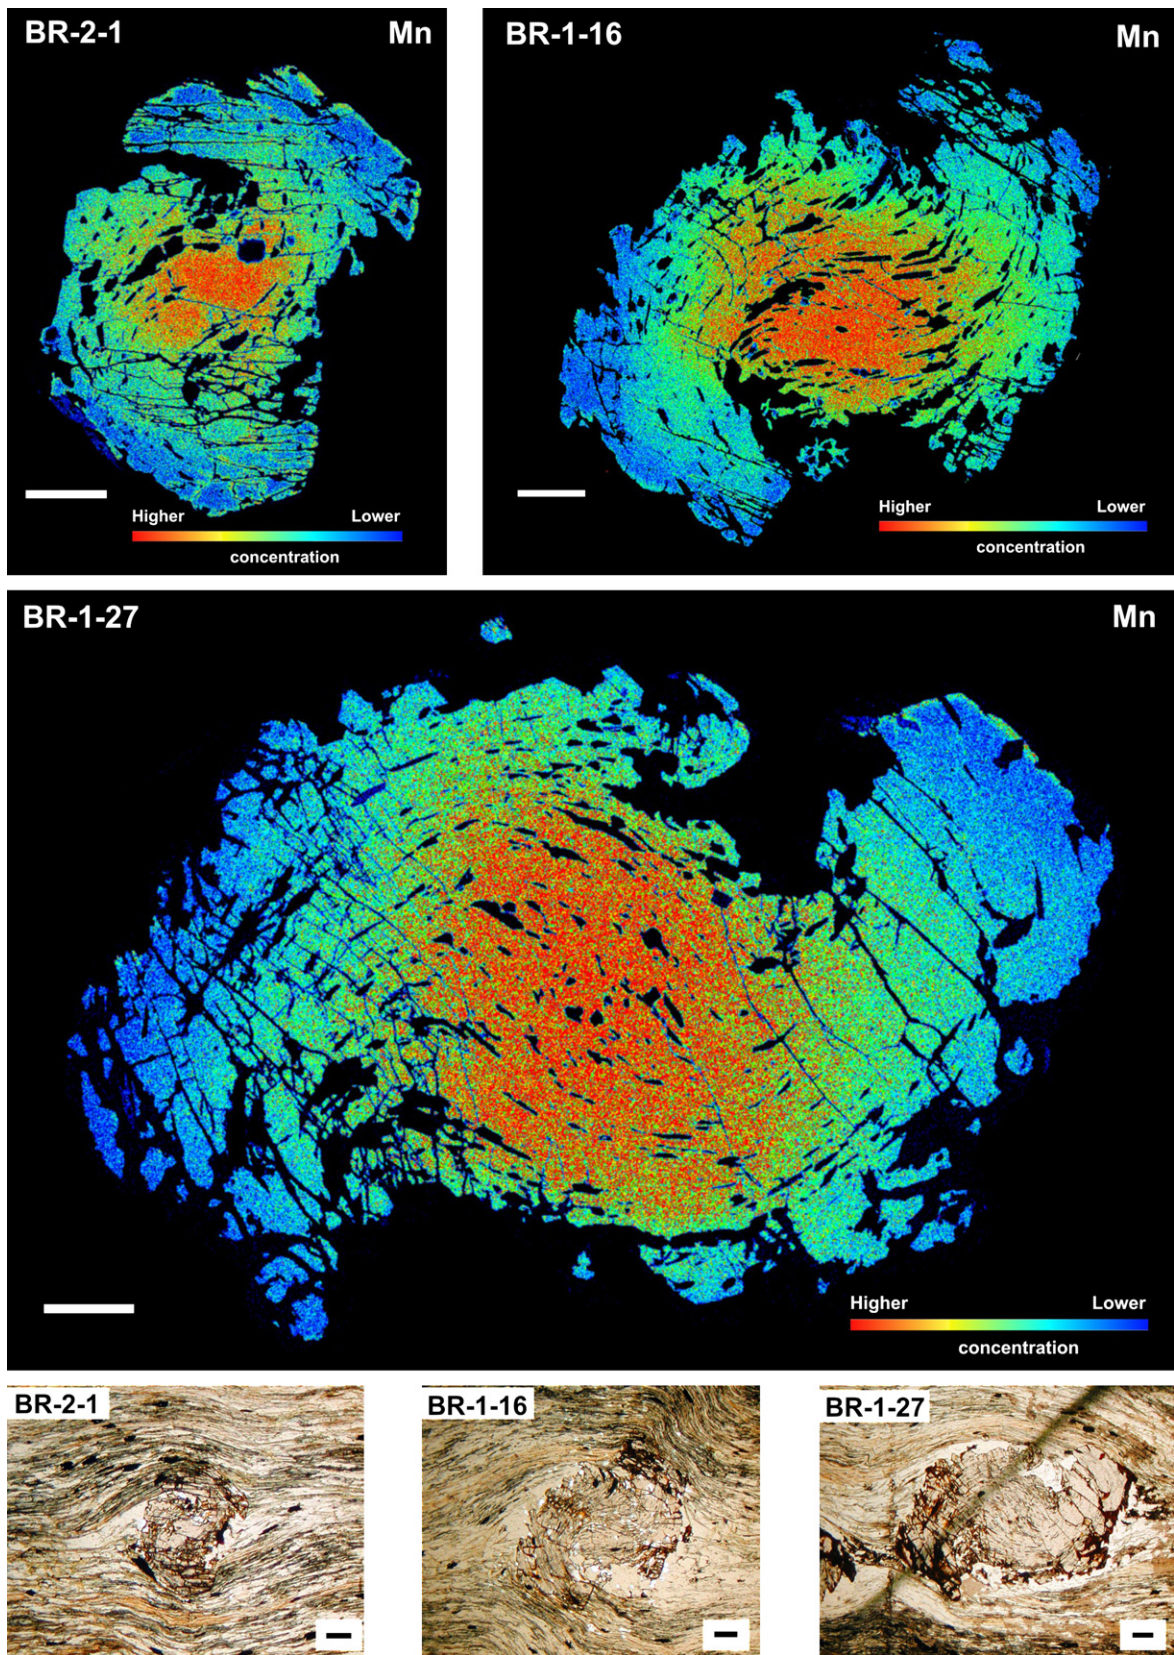 BR-2-1 Mn
Higher Lower
concentration
BR-1-16 Mn
Higher Lower
concentration
BR-1-27 Mn
Higher Lower
concentration
BR-2-1
BR-1-16
BR-1-27